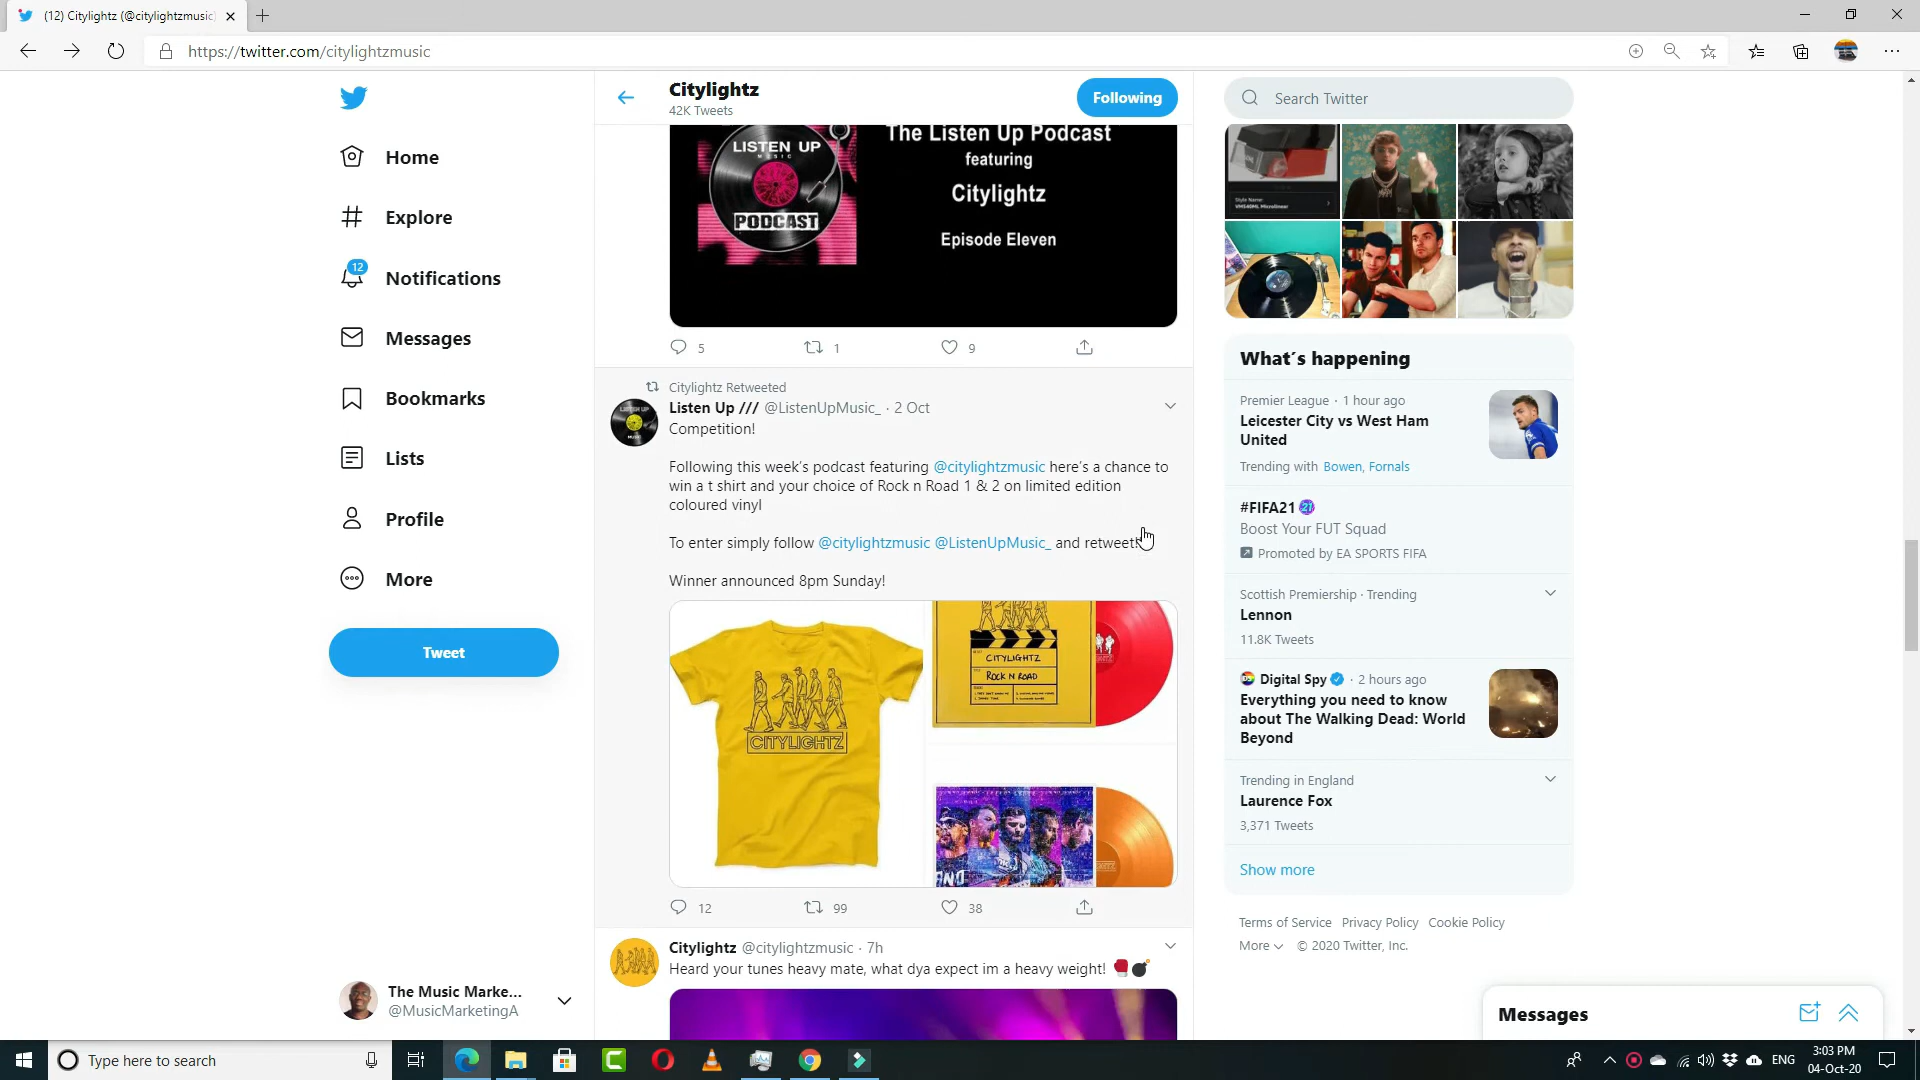 (12) Citylightz (@citylightzmusic)
https://twitter.com/citylightzmusic
Home
Explore
12
Notifications
Messages
Bookmarks
Lists
Profile
More
Tweet
The Music Marke...
@MusicMarketingA
Citylightz
42K Tweets
Following
LISTEN UP
MUSIC
PODCAST
The Listen Up Podcast
featuring
Citylightz
Episode Eleven
5
1
9
Citylightz Retweeted
Listen Up /// @ListenUpMusic_ · 2 Oct
Competition!
Following this week's podcast featuring @citylightzmusic here's a chance to
win a t shirt and your choice of Rock n Road 1 & 2 on limited edition
coloured vinyl
To enter simply follow @citylightzmusic @ListenUpMusic_ and retweet!
Winner announced 8pm Sunday!
CITYLIGHTZ
CITYLIGHTZ
ROCK N ROAD
12
99
38
Citylightz @citylightzmusic · 7h
Heard your tunes heavy mate, what dya expect im a heavy weight! 🥊💣
Search Twitter
Style Name:
VM540ML Microlinear
What's happening
Premier League · 1 hour ago
Leicester City vs West Ham
United
Trending with Bowen, Fornals
#FIFA21
Boost Your FUT Squad
Promoted by EA SPORTS FIFA
Scottish Premiership · Trending
Lennon
11.8K Tweets
Digital Spy · 2 hours ago
Everything you need to know
about The Walking Dead: World
Beyond
Trending in England
Laurence Fox
3,371 Tweets
Show more
Terms of Service Privacy Policy Cookie Policy
More © 2020 Twitter, Inc.
Messages
Type here to search
ENG
3:03 PM
04-Oct-20